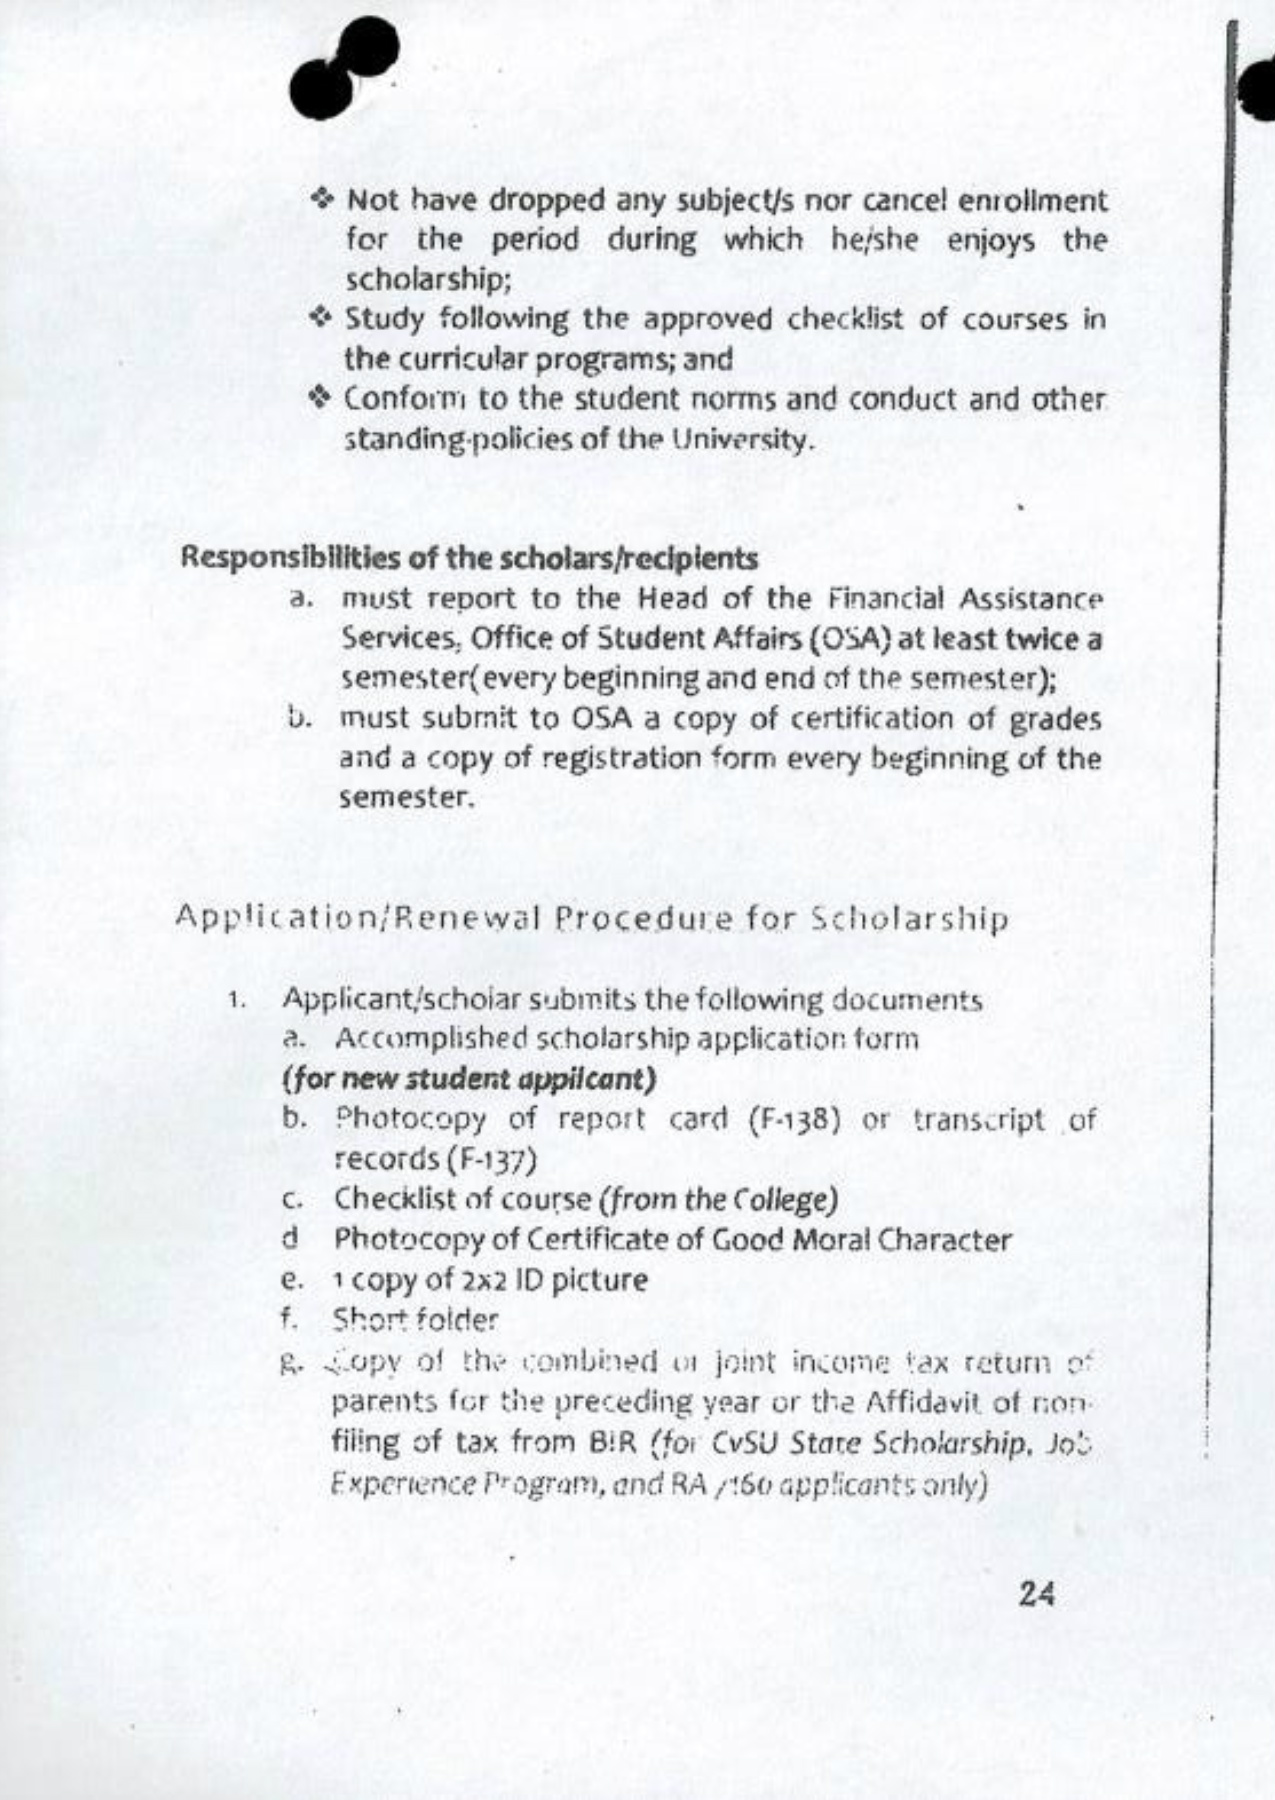 ❖ Not have dropped any subject/s nor cancel enrollment
for the period during which he/she enjoys the
scholarship;
❖ Study following the approved checklist of courses in
the curricular programs; and
❖ Conform to the student norms and conduct and other
standing policies of the University.
Responsibilities of the scholars/recipients
a. must report to the Head of the Financial Assistance
Services, Office of Student Affairs (OSA) at least twice a
semester(every beginning and end of the semester);
b. must submit to OSA a copy of certification of grades
and a copy of registration form every beginning of the
semester.
Application/Renewal Procedure for Scholarship
1. Applicant/scholar submits the following documents
a. Accomplished scholarship application form
(for new student applicant)
b. Photocopy of report card (F-138) or transcript of
records (F-137)
c. Checklist of course (from the College)
d Photocopy of Certificate of Good Moral Character
e. 1 copy of 2x2 ID picture
f. Short folder
g. Copy of the combined or joint income tax return of
parents for the preceding year or the Affidavit of non-
filing of tax from BIR (for CvSU State Scholarship, Job
Experience Program, and RA applicants only)
24